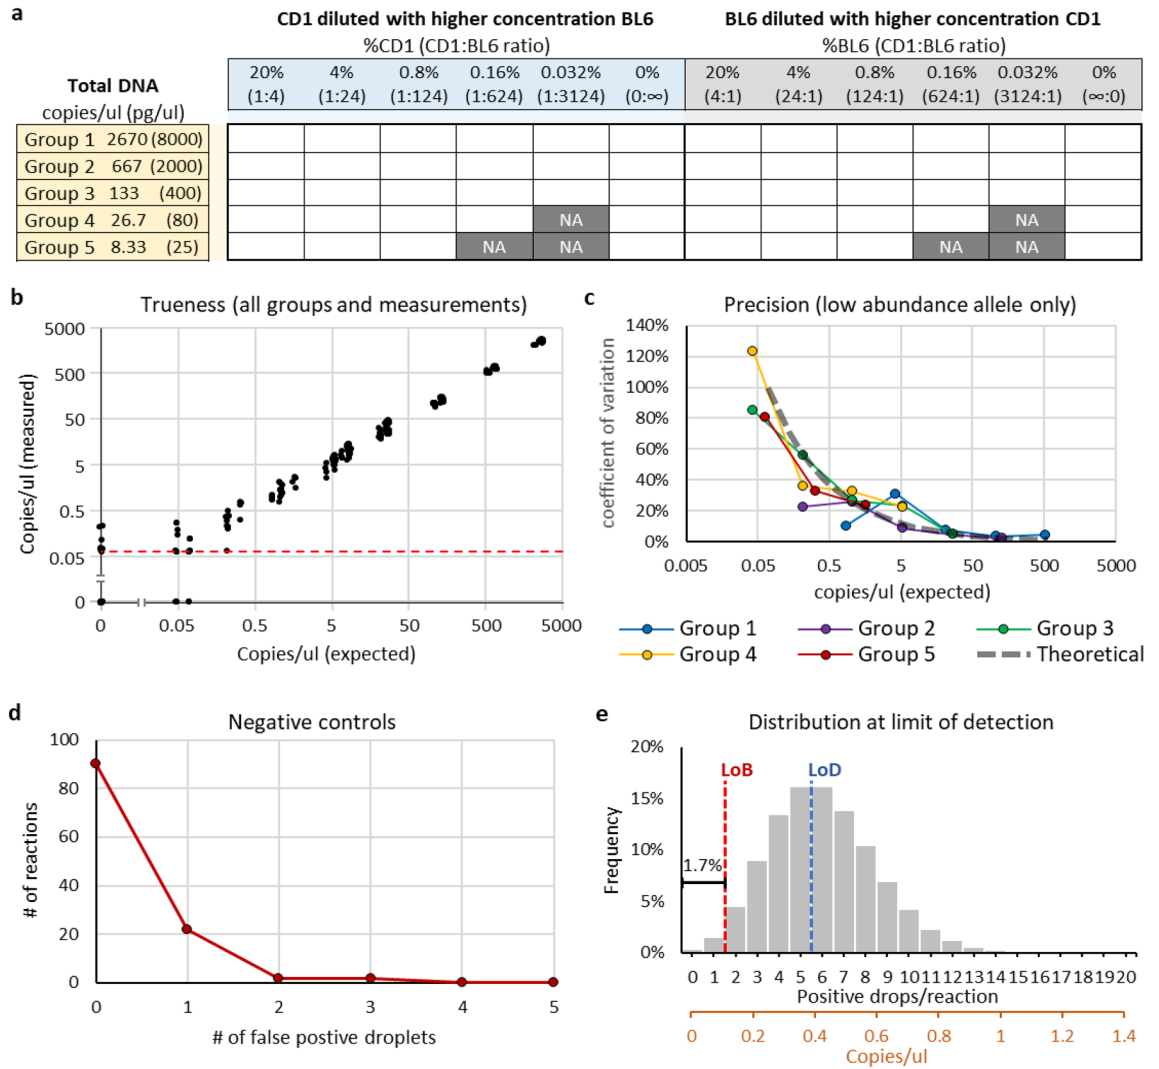 a
CD1 diluted with higher concentration BL6
BL6 diluted with higher concentration CD1
%CD1 (CD1:BL6 ratio)
%BL6 (CD1:BL6 ratio)
20% 4% 0.8% 0.16% 0.032% 0% 20% 4% 0.8% 0.16% 0.032% 0%
(1:4) (1:24) (1:124) (1:624) (1:3124) (0:∞) (4:1) (24:1) (124:1) (624:1) (3124:1) (∞:0)
Total DNA
copies/ul (pg/ul)
Group 1 2670 (8000)
Group 2 667 (2000)
Group 3 133 (400)
Group 4 26.7 (80) NA NA
Group 5 8.33 (25) NA NA NA NA
b
Trueness (all groups and measurements)
Copies/ul (measured)
5000
500
50
5
0.5
0.05
0
0 0.05 0.5 5 50 500 5000
Copies/ul (expected)
c
Precision (low abundance allele only)
coefficient of variation
140%
120%
100%
80%
60%
40%
20%
0%
0.005 0.05 0.5 5 50 500 5000
copies/ul (expected)
Group 1 Group 2 Group 3
Group 4 Group 5 Theoretical
d
Negative controls
# of reactions
100
80
60
40
20
0
0 1 2 3 4 5
# of false postive droplets
e
Distribution at limit of detection
Frequency
20%
15%
10%
5%
0%
LoB LoD
1.7%
0 1 2 3 4 5 6 7 8 9 10 11 12 13 14 15 16 17 18 19 20
Positive drops/reaction
0 0.2 0.4 0.6 0.8 1 1.2 1.4
Copies/ul